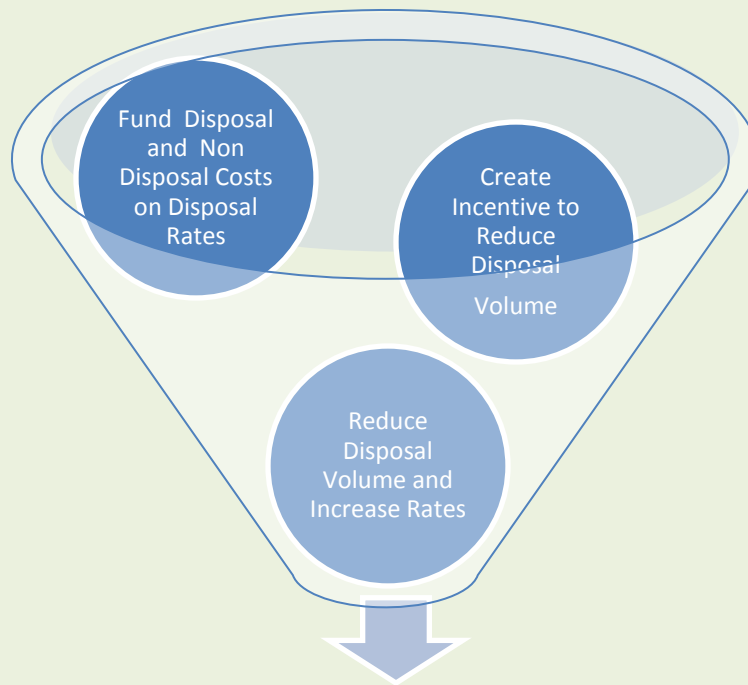 Fund Disposal
and Non
Disposal Costs
on Disposal
Rates
Create
Incentive to
Reduce
Disposal
Volume
Reduce
Disposal
Volume and
Increase Rates